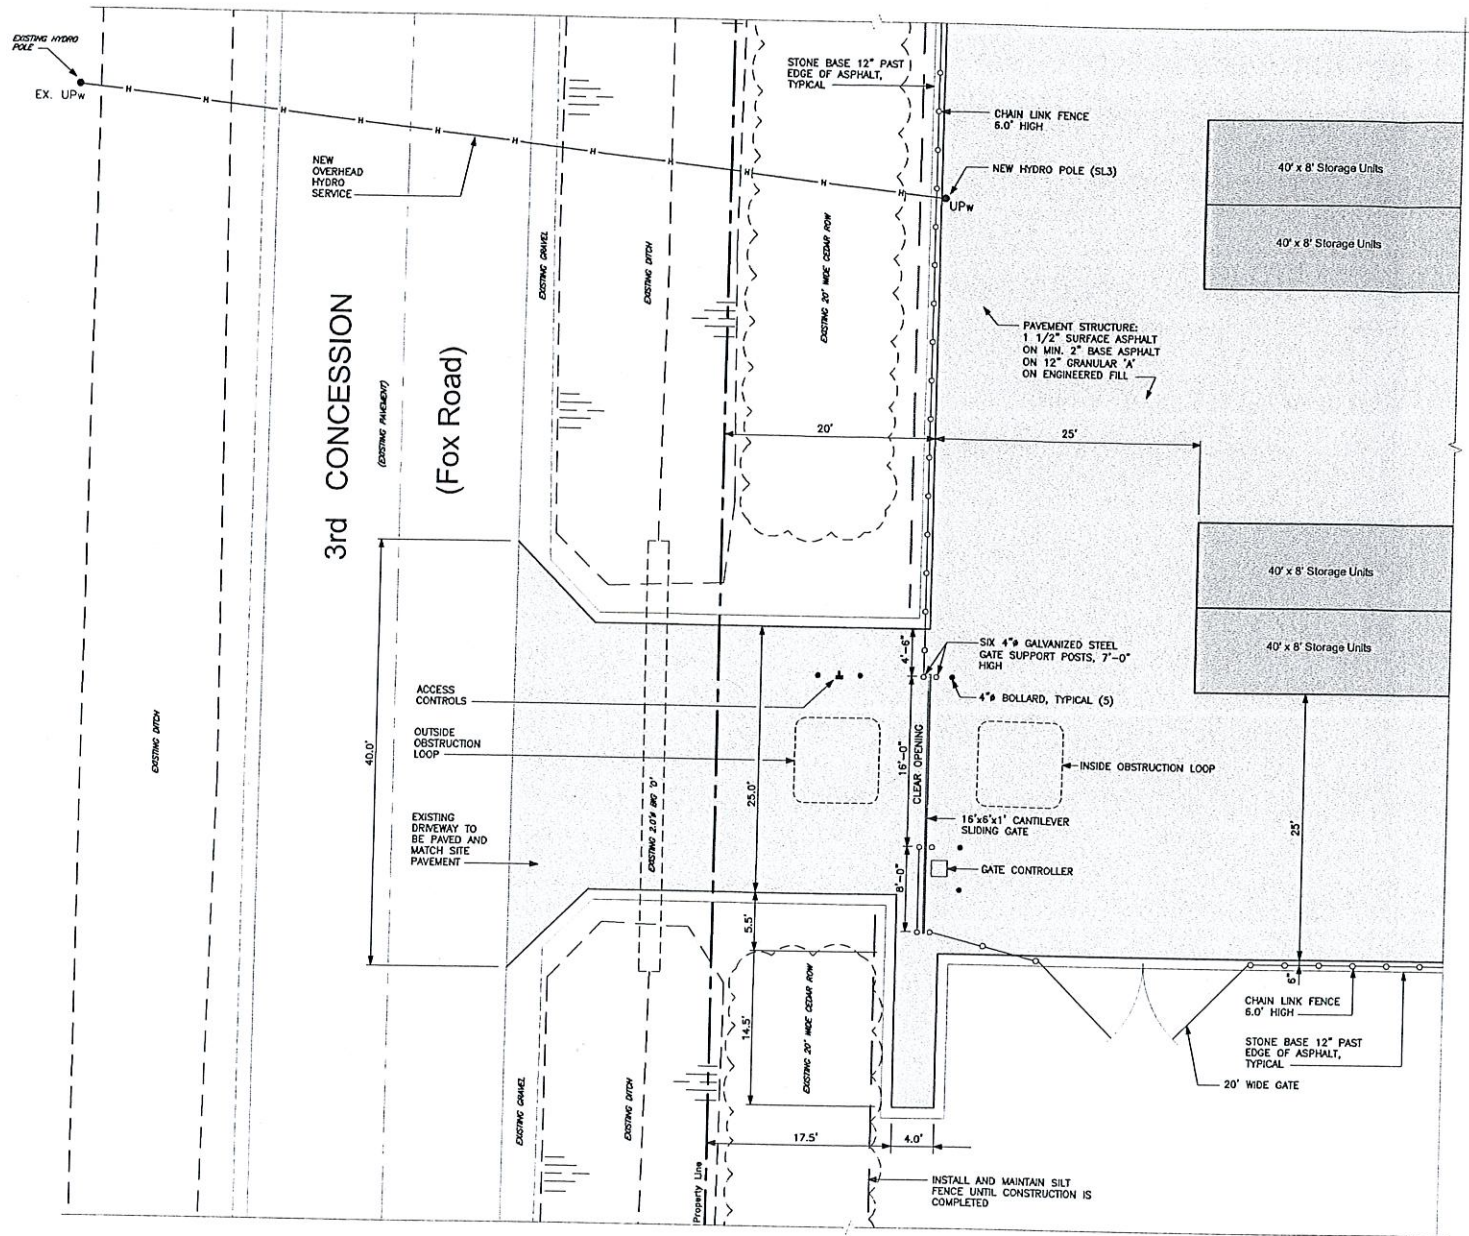 EXISTING HYDRO
POLE
EX. UPw
NEW
OVERHEAD
HYDRO
SERVICE
STONE BASE 12" PAST
EDGE OF ASPHALT,
TYPICAL
CHAIN LINK FENCE
6.0' HIGH
NEW HYDRO POLE (SL3)
UPw
40' x 8' Storage Units
40' x 8' Storage Units
EXISTING GRAVEL
EXISTING DITCH
EXISTING 20' WIDE CEDAR ROW
PAVEMENT STRUCTURE:
1 1/2" SURFACE ASPHALT
ON MIN. 2" BASE ASPHALT
ON 12" GRANULAR 'A'
ON ENGINEERED FILL
3rd CONCESSION
(EXISTING PAVEMENT)
(Fox Road)
20'
25'
40' x 8' Storage Units
40' x 8' Storage Units
4'-6"
SIX 4"ø GALVANIZED STEEL
GATE SUPPORT POSTS, 7'-0"
HIGH
4"ø BOLLARD, TYPICAL (5)
ACCESS
CONTROLS
OUTSIDE
OBSTRUCTION
LOOP
EXISTING DITCH
40.0'
25.0'
16'-0"
CLEAR OPENING
INSIDE OBSTRUCTION LOOP
16'x6'x1' CANTILEVER
SLIDING GATE
25'
EXISTING
DRIVEWAY TO
BE PAVED AND
MATCH SITE
PAVEMENT
EXISTING 2.0'ø BIG 'O'
8'-0"
GATE CONTROLLER
5.5'
14.5'
EXISTING 20' WIDE CEDAR ROW
6"
CHAIN LINK FENCE
6.0' HIGH
STONE BASE 12" PAST
EDGE OF ASPHALT,
TYPICAL
20' WIDE GATE
EXISTING GRAVEL
EXISTING DITCH
17.5'
4.0'
Property Line
INSTALL AND MAINTAIN SILT
FENCE UNTIL CONSTRUCTION IS
COMPLETED